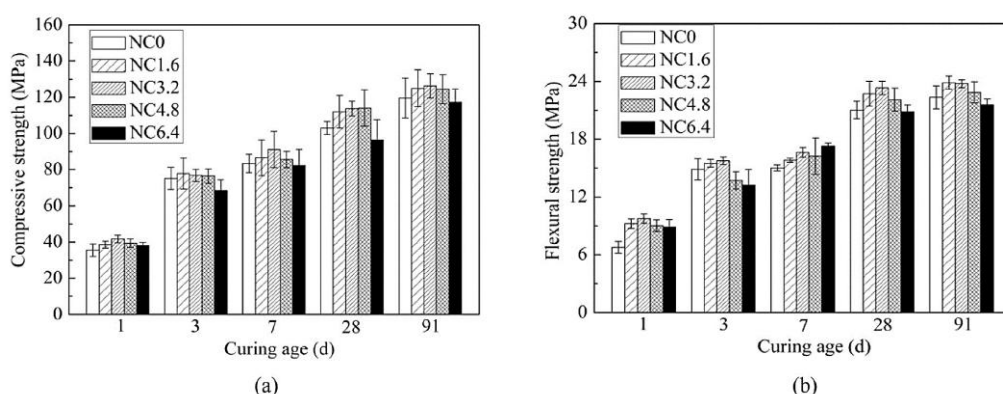 160
140
120
100
80
60
40
20
0
Compressive strength (MPa)
NC0
NC1.6
NC3.2
NC4.8
NC6.4
1 3 7 28 91
Curing age (d)
(a)
30
24
18
12
6
0
Flexural strength (MPa)
NC0
NC1.6
NC3.2
NC4.8
NC6.4
1 3 7 28 91
Curing age (d)
(b)